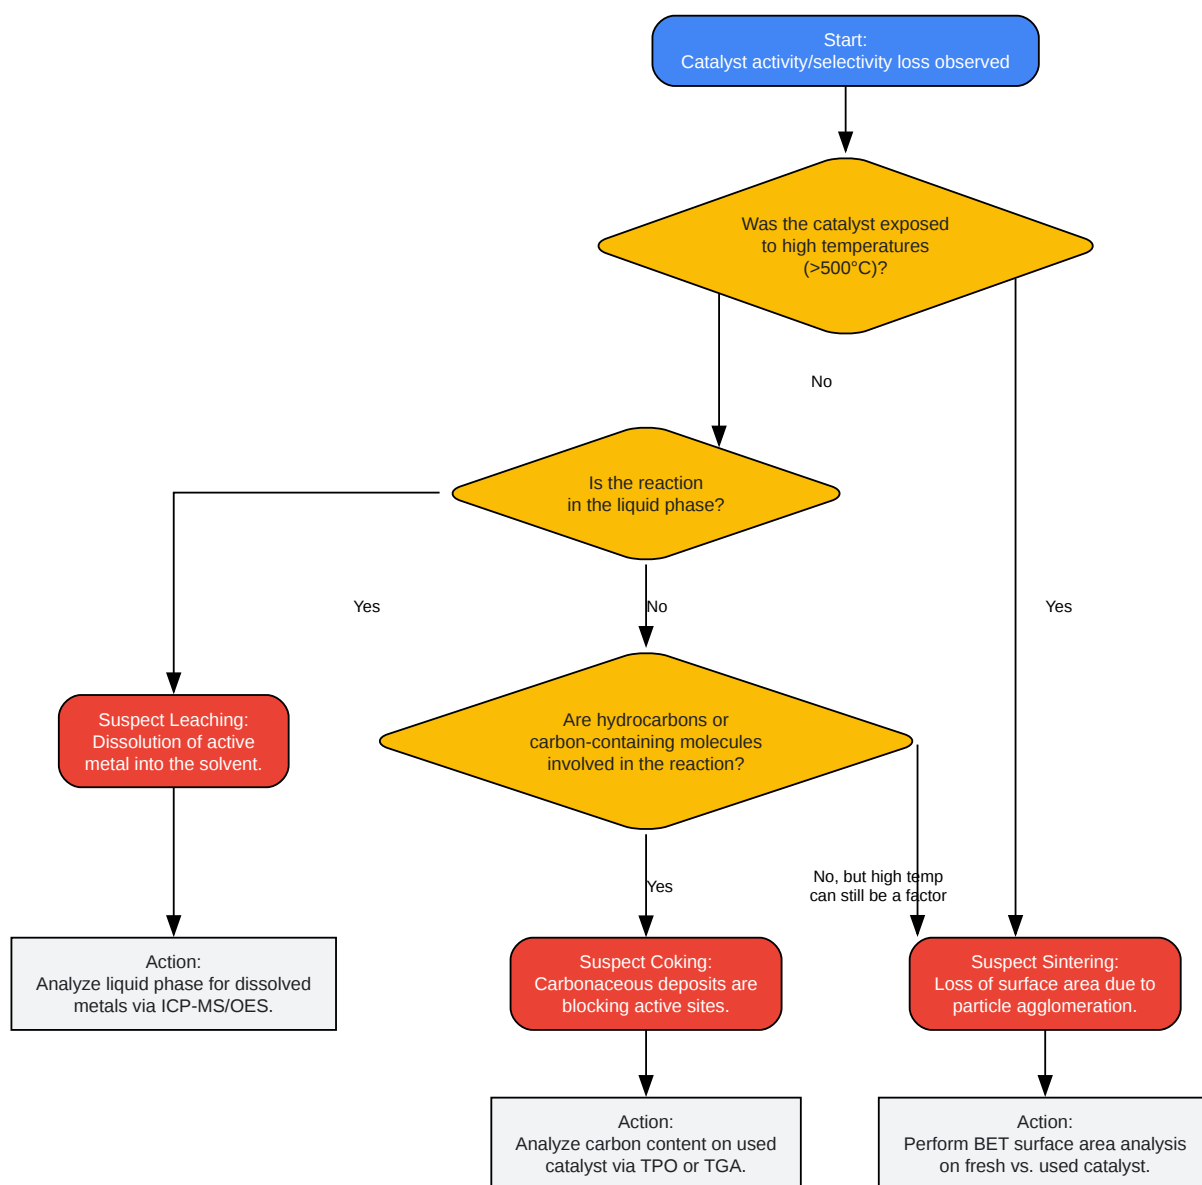 Start:
Catalyst activity/selectivity loss observed
Was the catalyst exposed
to high temperatures
(>500°C)?
No
Is the reaction
in the liquid phase?
Yes
No
Yes
Suspect Leaching:
Dissolution of active
metal into the solvent.
Are hydrocarbons or
carbon-containing molecules
involved in the reaction?
Yes
No, but high temp
can still be a factor
Action:
Analyze liquid phase for dissolved
metals via ICP-MS/OES.
Suspect Coking:
Carbonaceous deposits are
blocking active sites.
Suspect Sintering:
Loss of surface area due to
particle agglomeration.
Action:
Analyze carbon content on used
catalyst via TPO or TGA.
Action:
Perform BET surface area analysis
on fresh vs. used catalyst.